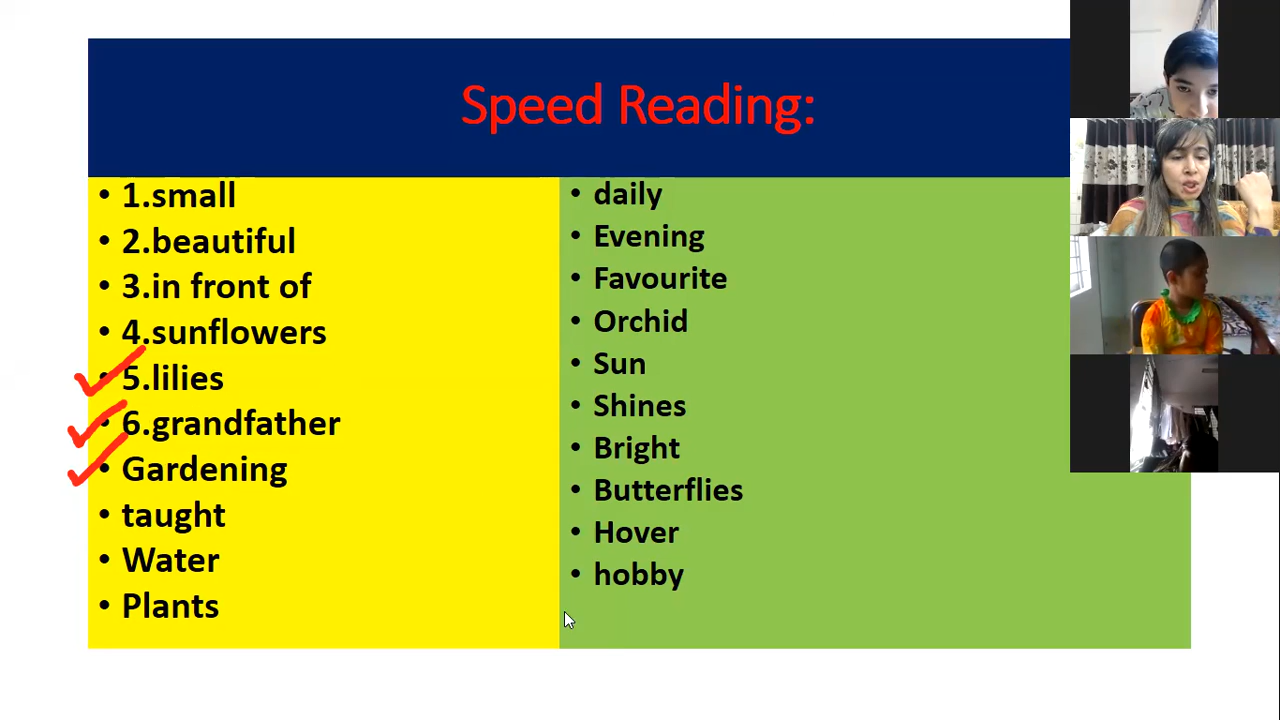 Speed Reading:
• 1.small
• 2.beautiful
• 3.in front of
• 4.sunflowers
• 5.lilies
• 6.grandfather
• Gardening
• taught
• Water
• Plants
• daily
• Evening
• Favourite
• Orchid
• Sun
• Shines
• Bright
• Butterflies
• Hover
• hobby